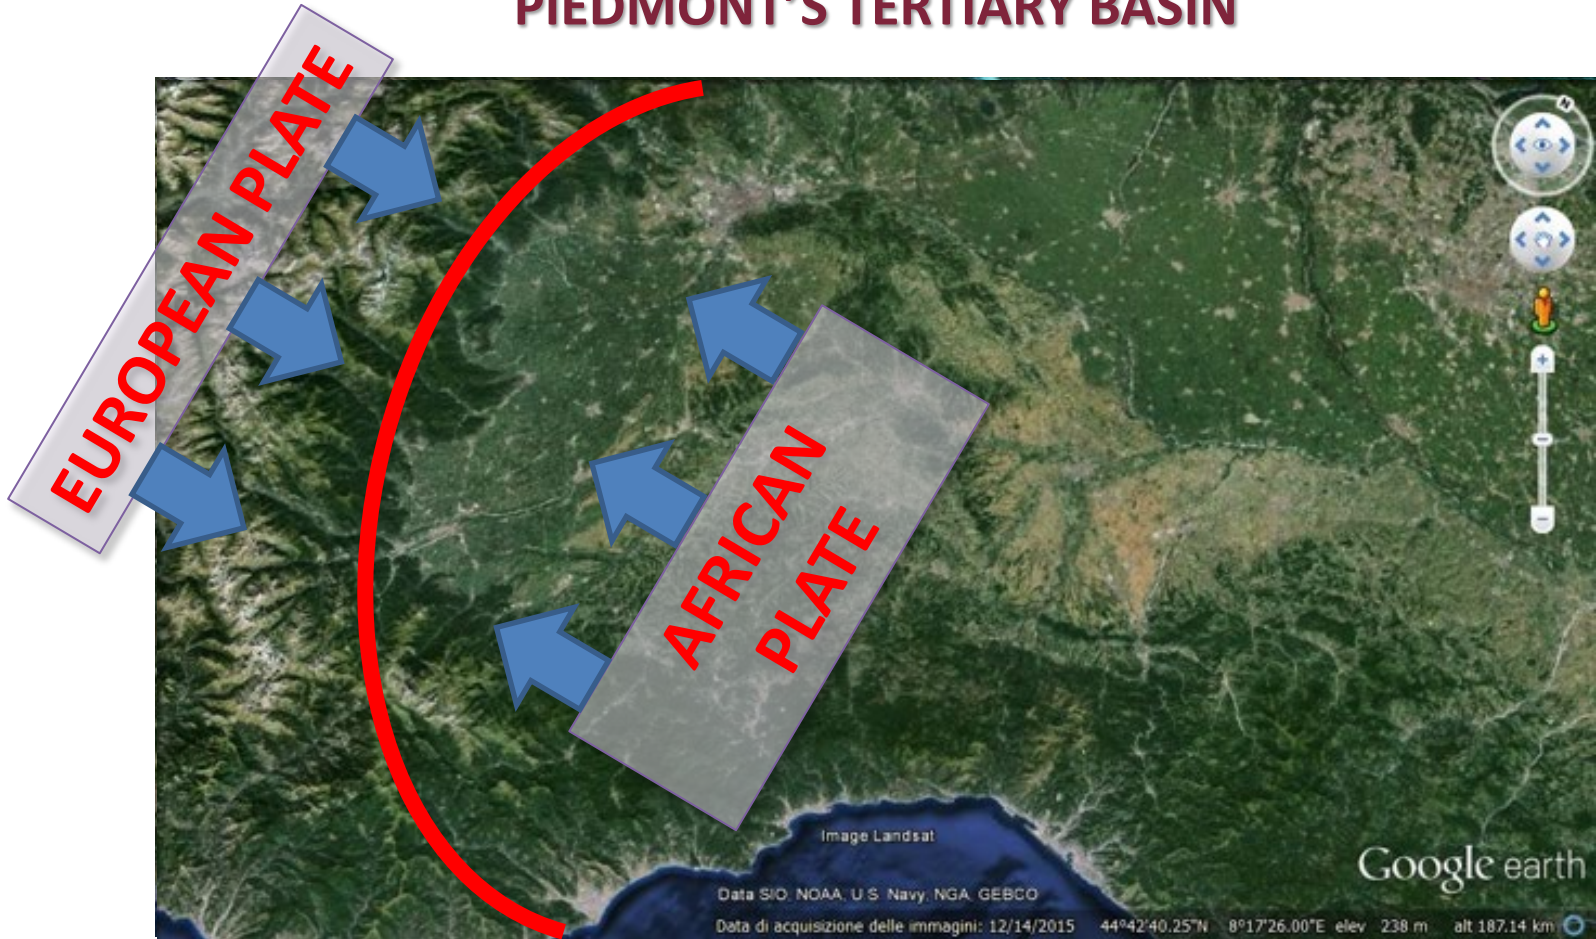 PIEDMONT'S TERTIARY BASIN
EUROPEAN PLATE
N
AFRICAN
PLATE
Image Landsat
Google earth
Data SIO, NOAA, U.S. Navy, NGA, GEBCO
Data di acquisizione delle immagini: 12/14/2015 44°42'40.25"N 8°17'26.00"E elev 238 m alt 187.14 km